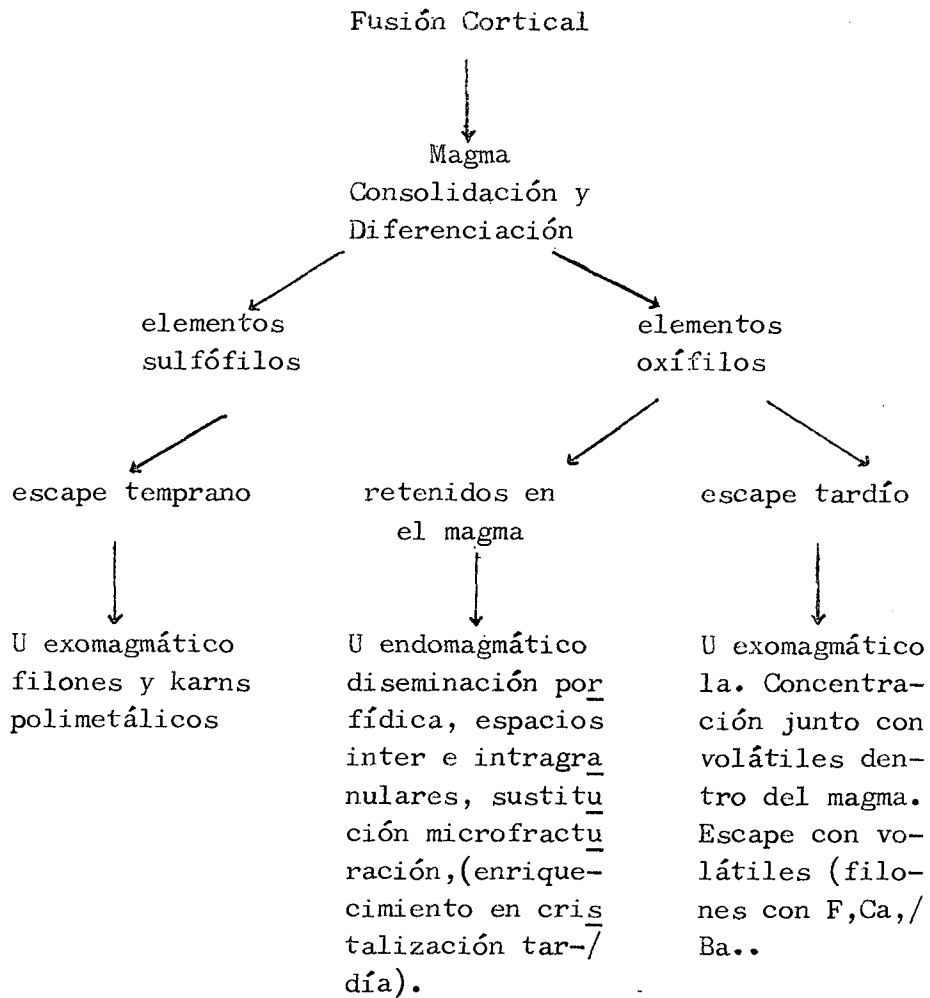 Fusión Cortical
Magma
Consolidación y
Diferenciación
elementos
sulfófilos
elementos
oxífilos
escape temprano
retenidos en
el magma
escape tardío
U exomagmático
filones y karns
polimetálicos
U endomagmático
diseminación por
fídica, espacios
inter e intragra
nulares, sustitu
ción microfractu
ración,(enrique-
cimiento en cris
talización tar-/
día).
U exomagmático
la. Concentra-
ción junto con
volátiles den-
tro del magma.
Escape con vo-
látiles (filo-
nes con F,Ca,/
Ba..